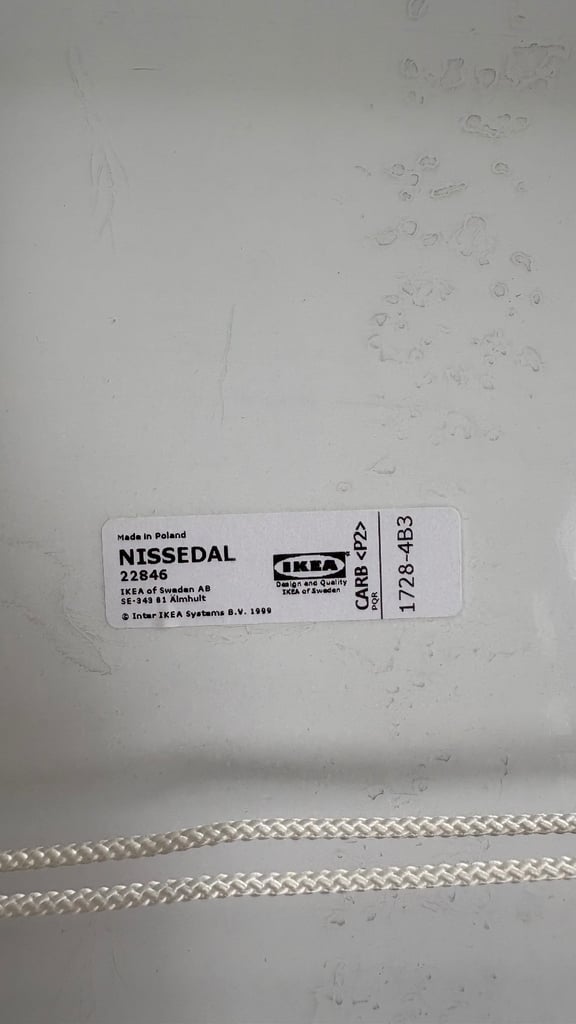 Made in Poland
NISSEDAL
22846
IKEA of Sweden AB
SE-343 81 Älmhult
© Inter IKEA Systems B.V. 1999
IKEA®
Design and Quality
IKEA of Sweden
CARB <P2>
PQR
1728-4B3